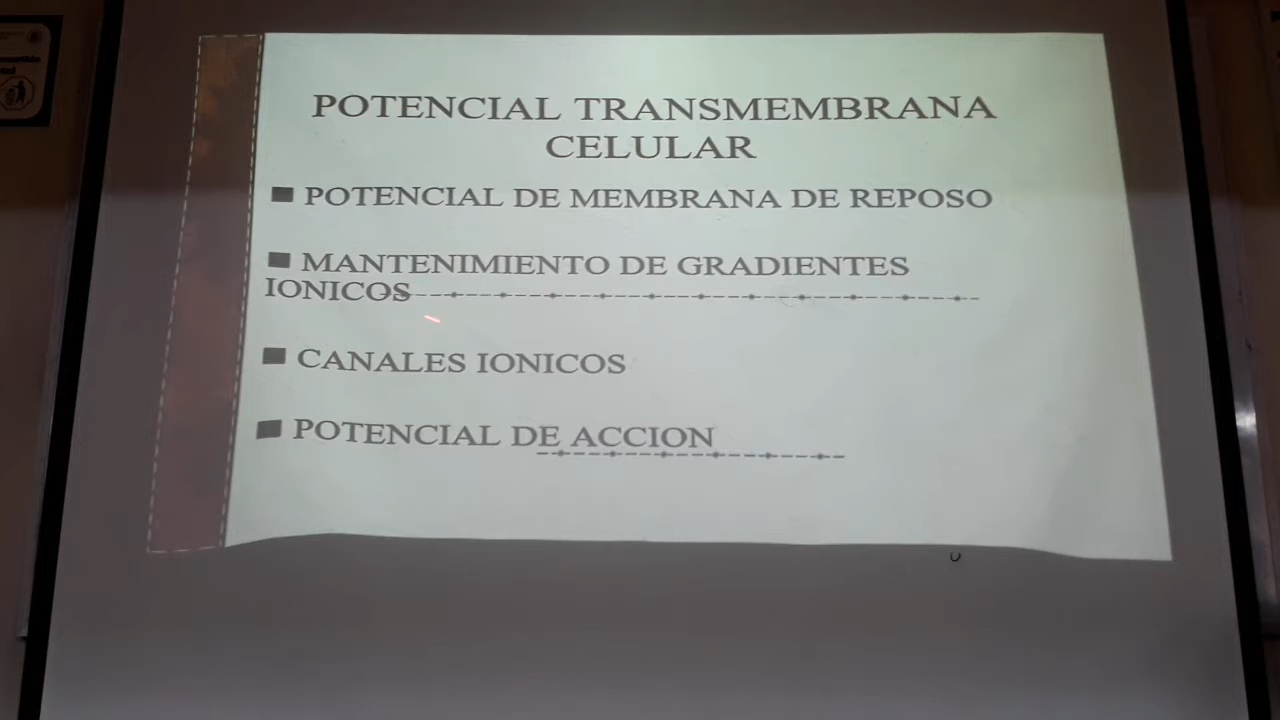 POTENCIAL TRANSMEMBRANA
CELULAR
POTENCIAL DE MEMBRANA DE REPOSO
MANTENIMIENTO DE GRADIENTES
IONICOS
CANALES IONICOS
POTENCIAL DE ACCION